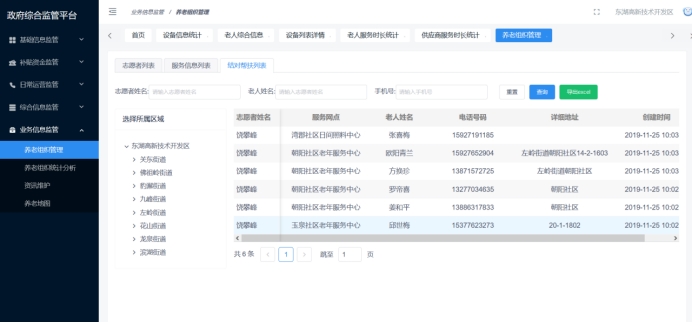 政府综合监管平台
业务信息监管 / 养老组织管理
东湖高新技术开发区
首页 设备信息统计 老人综合信息 设备列表详情 老人服务时长统计 供应商服务时长统计 养老组织管理
基础信息监管
补贴资金监管
日常运营监管
综合信息监管
业务信息监管
养老组织管理
养老组织统计分析
资讯维护
养老地图
志愿者列表 服务信息列表 结对帮扶列表
志愿者姓名: 请输入志愿者姓名 老人姓名: 请输入老人姓名 手机号: 请输入手机号 重置 查询 导出excel
选择所属区域
东湖高新技术开发区
关东街道
佛祖岭街道
豹澥街道
九峰街道
左岭街道
花山街道
龙泉街道
滨湖街道
志愿者姓名 服务网点 老人姓名 电话号码 详细地址 创建时间
饶攀峰 湾郡社区日间照料中心 张喜梅 15927191185 2019-11-25 10:03
饶攀峰 朝阳社区老年服务中心 欧阳菁兰 15927652904 左岭街道朝阳社区14-2-1603 2019-11-25 10:03
饶攀峰 朝阳社区老年服务中心 方焕珍 13871572725 左岭街道朝阳社区 2019-11-25 10:03
饶攀峰 朝阳社区老年服务中心 罗帝喜 13277034635 朝阳社区 2019-11-25 10:02
饶攀峰 朝阳社区老年服务中心 姜和平 13886317833 朝阳社区 2019-11-25 10:02
饶攀峰 玉泉社区老年服务中心 邱世梅 15377623273 20-1-1802 2019-11-25 10:02
共 6 条 1 跳至 1 页